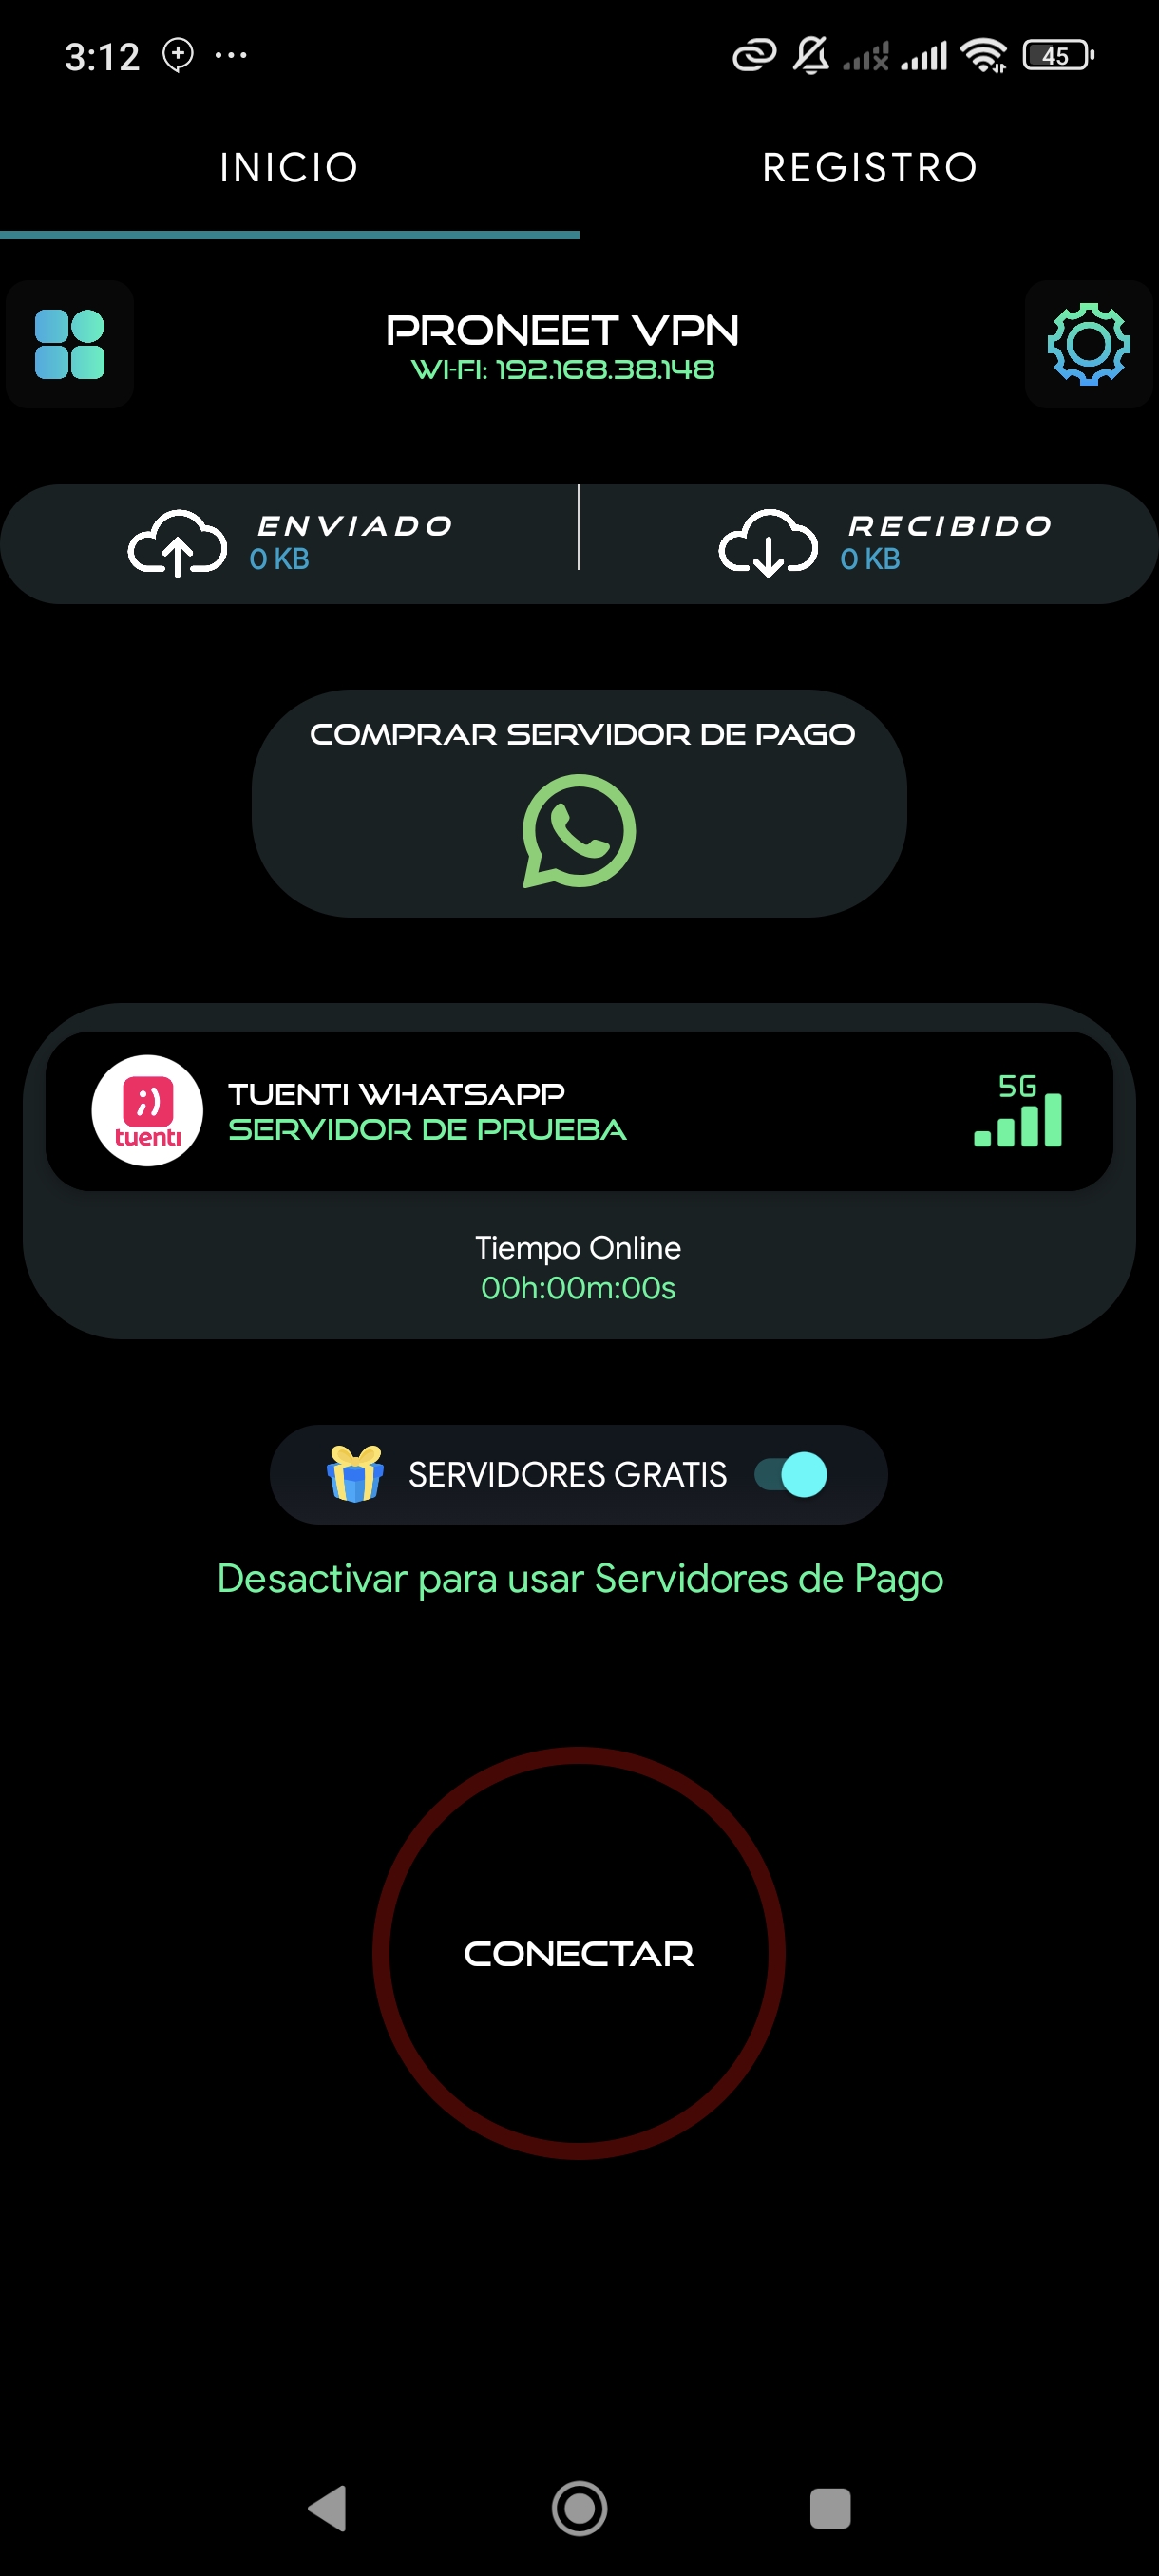 3:12
45
INICIO
REGISTRO
PRONEET VPN
WI-FI: 192.168.38.148
ENVIADO
0 KB
RECIBIDO
0 KB
COMPRAR SERVIDOR DE PAGO
tuenti
TUENTI WHATSAPP
SERVIDOR DE PRUEBA
5G
Tiempo Online
00h:00m:00s
SERVIDORES GRATIS
Desactivar para usar Servidores de Pago
CONECTAR